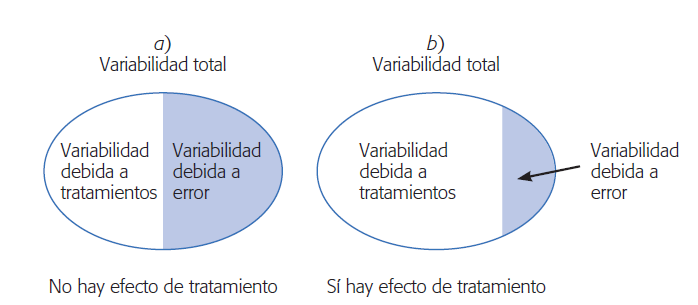 a)
Variabilidad total
Variabilidad
debida a
tratamientos
Variabilidad
debida a
error
No hay efecto de tratamiento
b)
Variabilidad total
Variabilidad
debida a
tratamientos
Variabilidad
debida a
error
Sí hay efecto de tratamiento